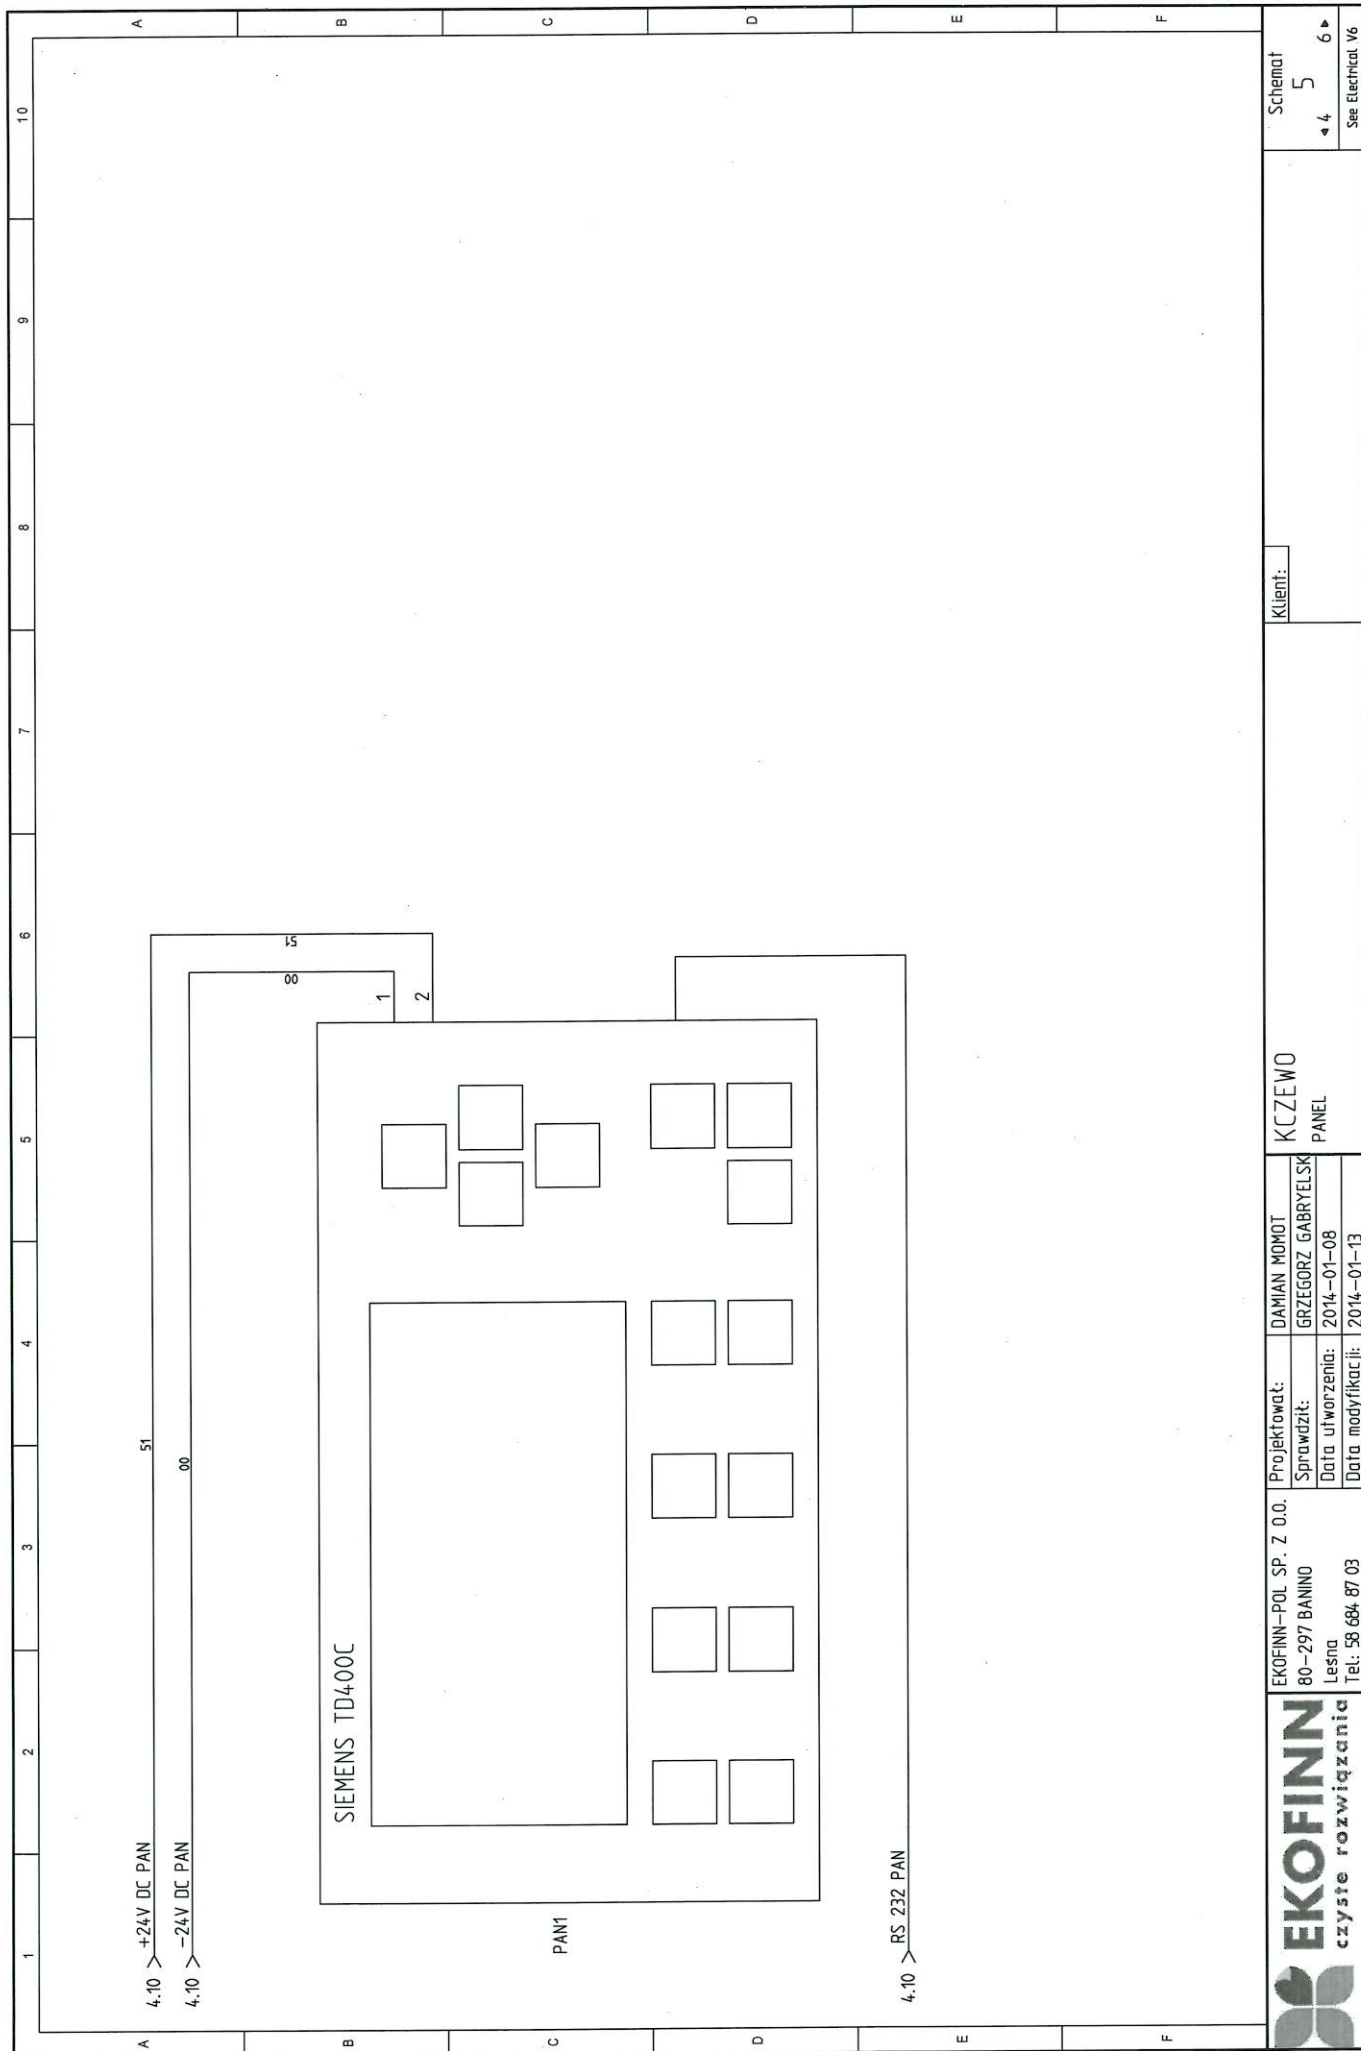 1 2 3 4 5 6 7 8 9 10
A
B
C
D
E
F
A
B
C
D
E
F
4.10 +24V DC PAN
51
51
4.10 -24V DC PAN
00
00
SIEMENS TD400C
1
2
PAN1
4.10 RS 232 PAN
EKOFINN
czyste rozwiązania
EKOFINN-POL SP. Z O.O.
80-297 BANINO
Leśna
Tel: 58 684 87 03
Projektował: DAMIAN MOMOT
Sprawdził: GRZEGORZ GABRYELSK
Data utworzenia: 2014-01-08
Data modyfikacji: 2014-01-13
KCZEWO
PANEL
Klient:
Schemat
4 5 6
See Electrical V6